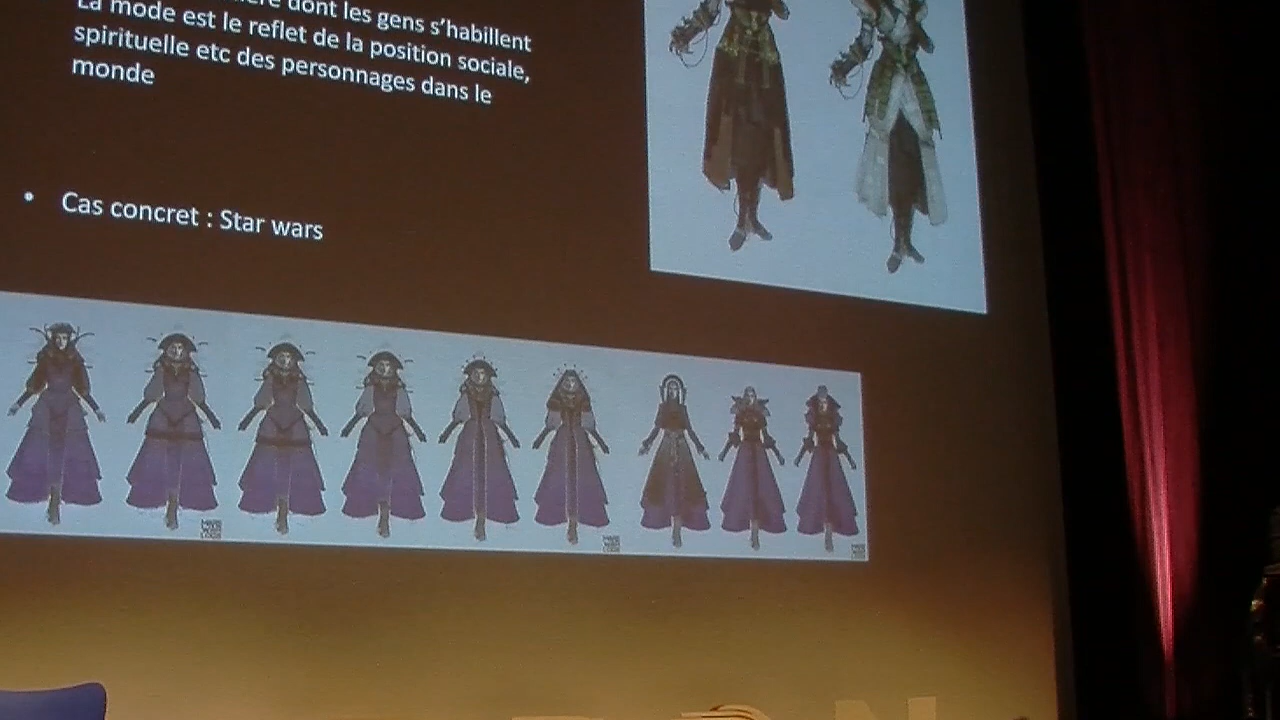 dont les gens s'habillent
La mode est le reflet de la position sociale,
spirituelle etc des personnages dans le
monde
• Cas concret : Star wars